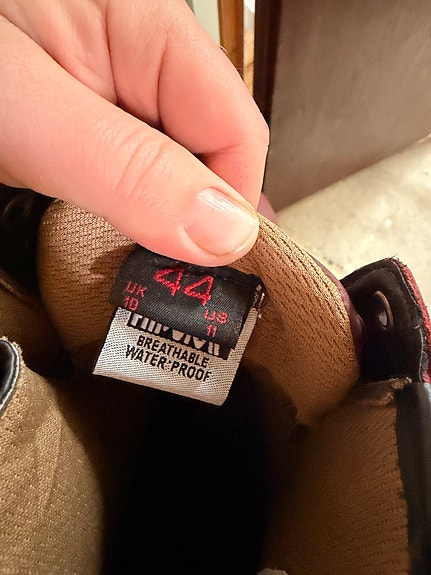 44
UK US
10 11
BREATHABLE
WATER-PROOF